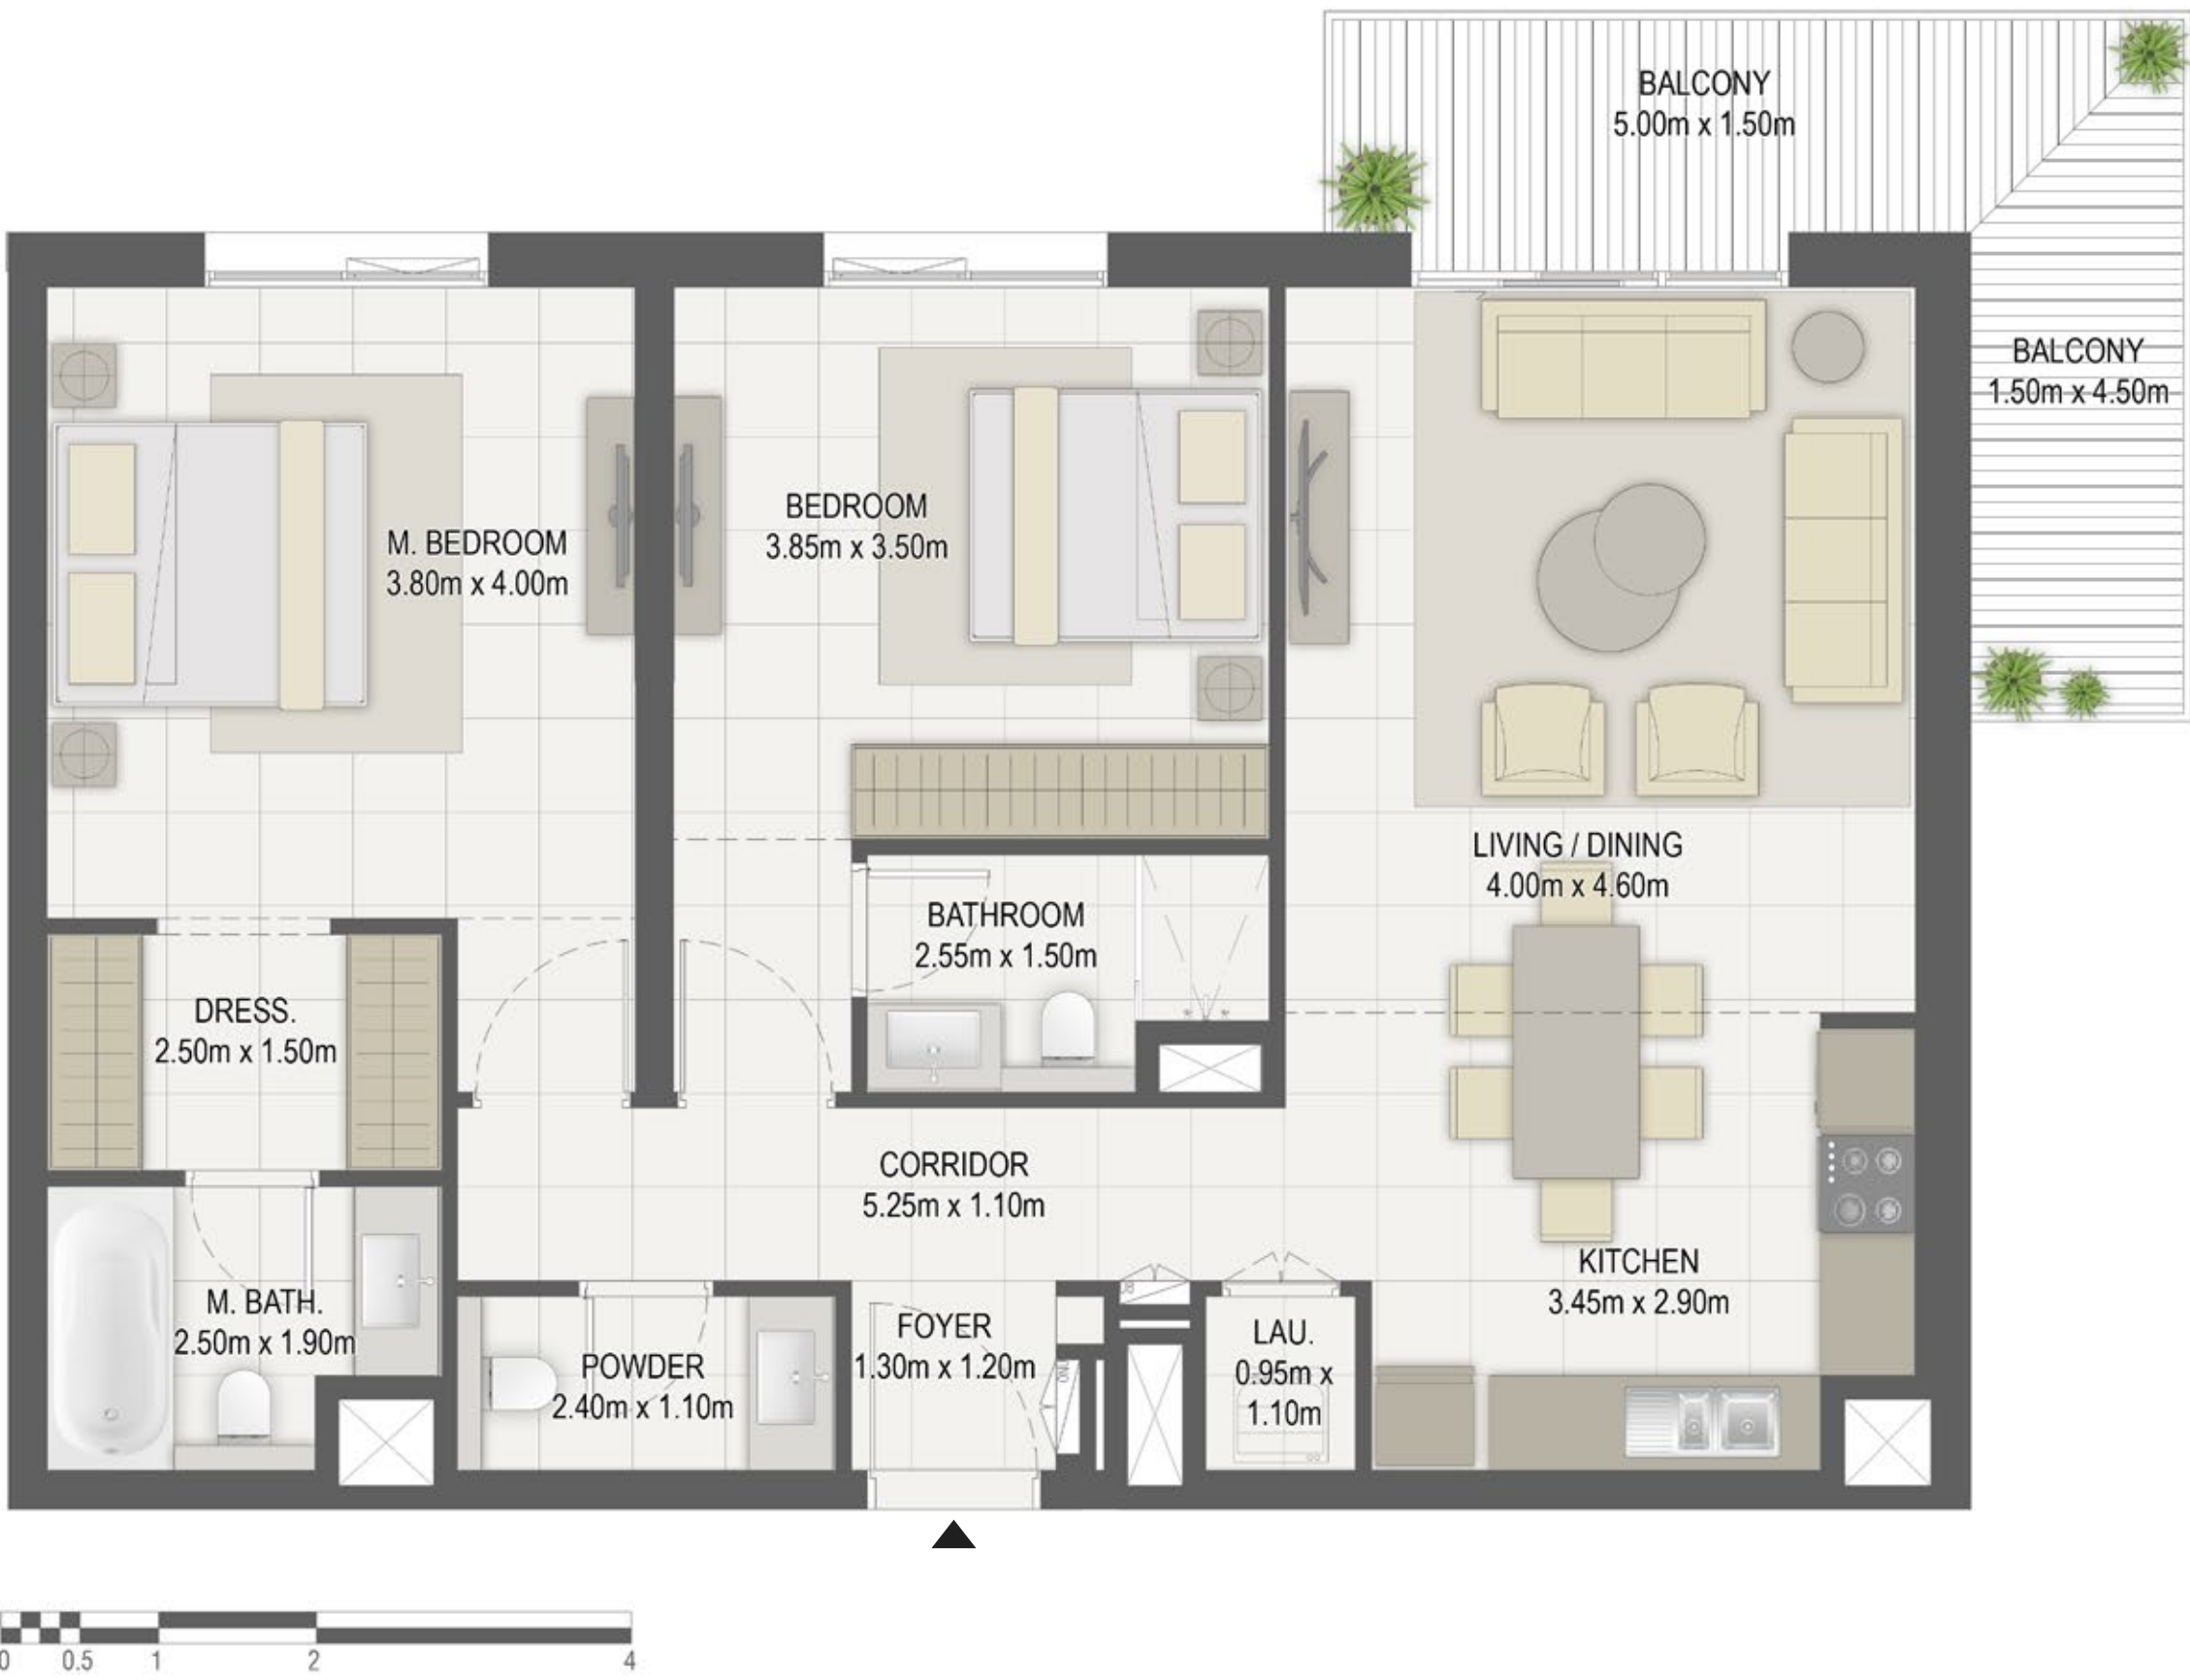 BALCONY
5.00m x 1.50m
BALCONY
1.50m x 4.50m
M. BEDROOM
3.80m x 4.00m
BEDROOM
3.85m x 3.50m
LIVING / DINING
4.00m x 4.60m
BATHROOM
2.55m x 1.50m
DRESS.
2.50m x 1.50m
CORRIDOR
5.25m x 1.10m
KITCHEN
3.45m x 2.90m
M. BATH.
2.50m x 1.90m
POWDER
2.40m x 1.10m
FOYER
1.30m x 1.20m
LAU.
0.95m x
1.10m
0 0.5 1 2 4